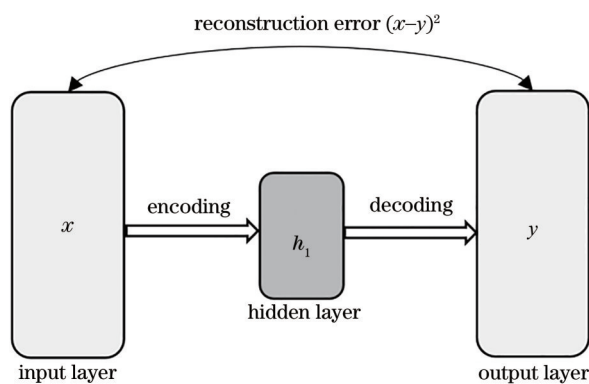 reconstruction error (x–y)²
x
encoding
h₁
decoding
y
hidden layer
input layer
output layer